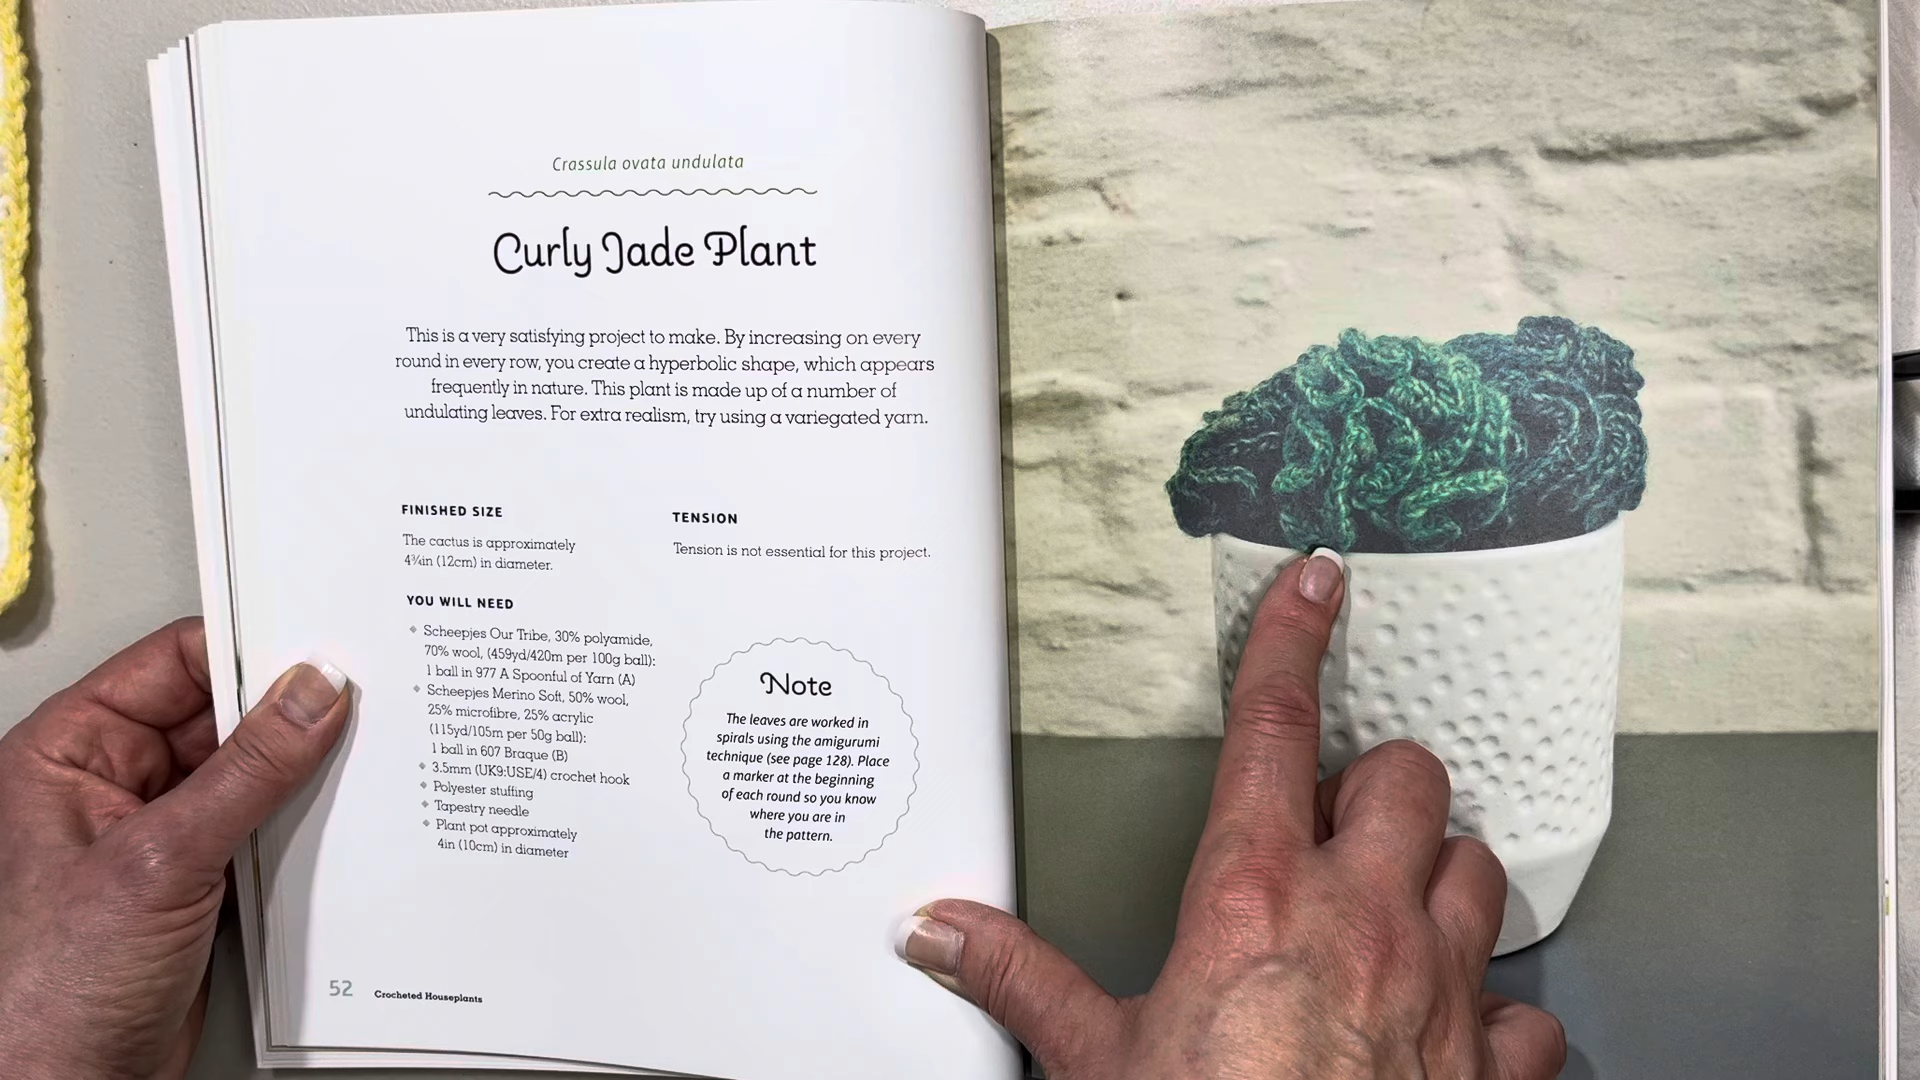 Crassula ovata undulata
Curly Jade Plant
This is a very satisfying project to make. By increasing on every
round in every row, you create a hyperbolic shape, which appears
frequently in nature. This plant is made up of a number of
undulating leaves. For extra realism, try using a variegated yarn.
FINISHED SIZE
The cactus is approximately
4¾in (12cm) in diameter.
YOU WILL NEED
Scheepjes Our Tribe, 30% polyamide,
70% wool, (459yd/420m per 100g ball):
1 ball in 977 A Spoonful of Yarn (A)
Scheepjes Merino Soft, 50% wool,
25% microfibre, 25% acrylic
(115yd/105m per 50g ball):
1 ball in 607 Braque (B)
3.5mm (UK9:USE/4) crochet hook
Polyester stuffing
Tapestry needle
Plant pot approximately
4in (10cm) in diameter
TENSION
Tension is not essential for this project.
Note
The leaves are worked in
spirals using the amigurumi
technique (see page 128). Place
a marker at the beginning
of each round so you know
where you are in
the pattern.
52 Crocheted Houseplants